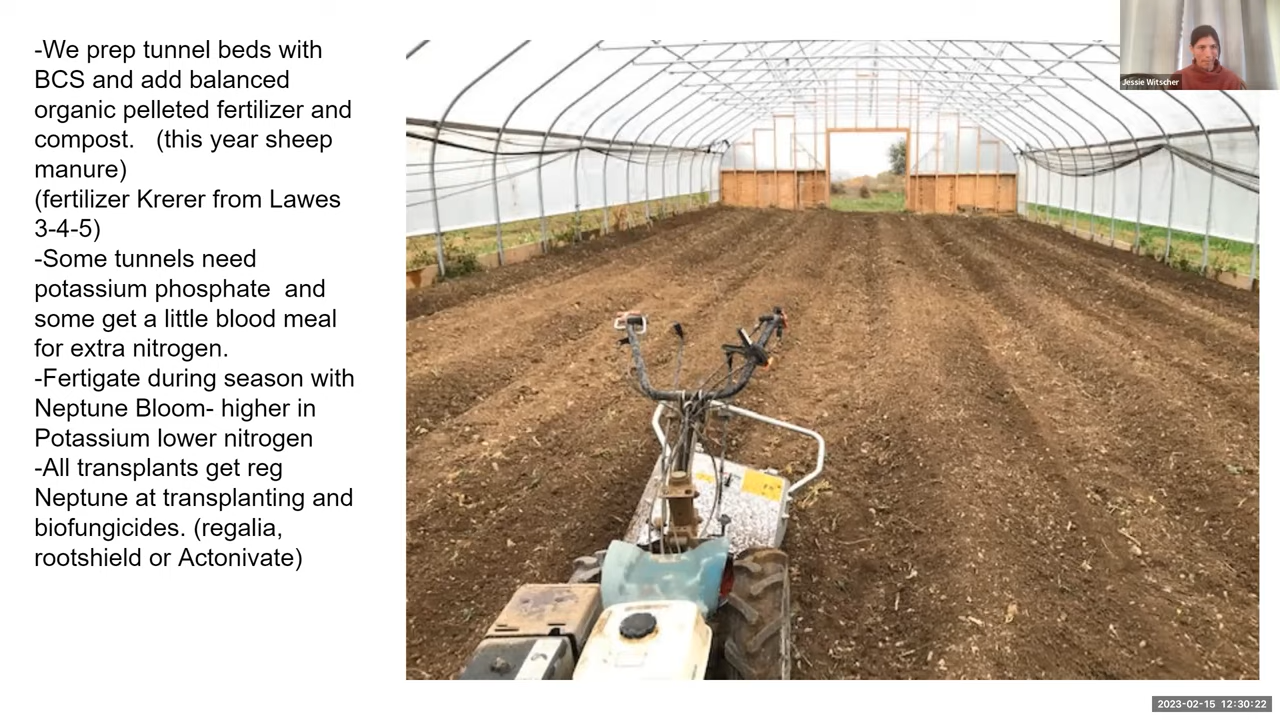 -We prep tunnel beds with
BCS and add balanced
organic pelleted fertilizer and
compost. (this year sheep
manure)
(fertilizer Krerer from Lawes
3-4-5)
-Some tunnels need
potassium phosphate and
some get a little blood meal
for extra nitrogen.
-Fertigate during season with
Neptune Bloom- higher in
Potassium lower nitrogen
-All transplants get reg
Neptune at transplanting and
biofungicides. (regalia,
rootshield or Actonivate)
Jessie Witscher
2023-02-15 12:30:22